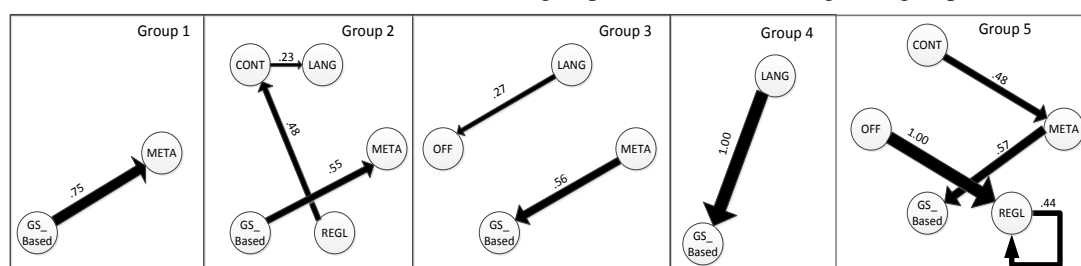 Group 1
META
.75
GS_
Based
Group 2
CONT
.23
LANG
.48
META
.55
GS_
Based
REGL
Group 3
LANG
.27
OFF
META
.56
GS_
Based
Group 4
LANG
1.00
GS_
Based
Group 5
CONT
.48
OFF
1.00
META
.57
GS_
Based
REGL
.44